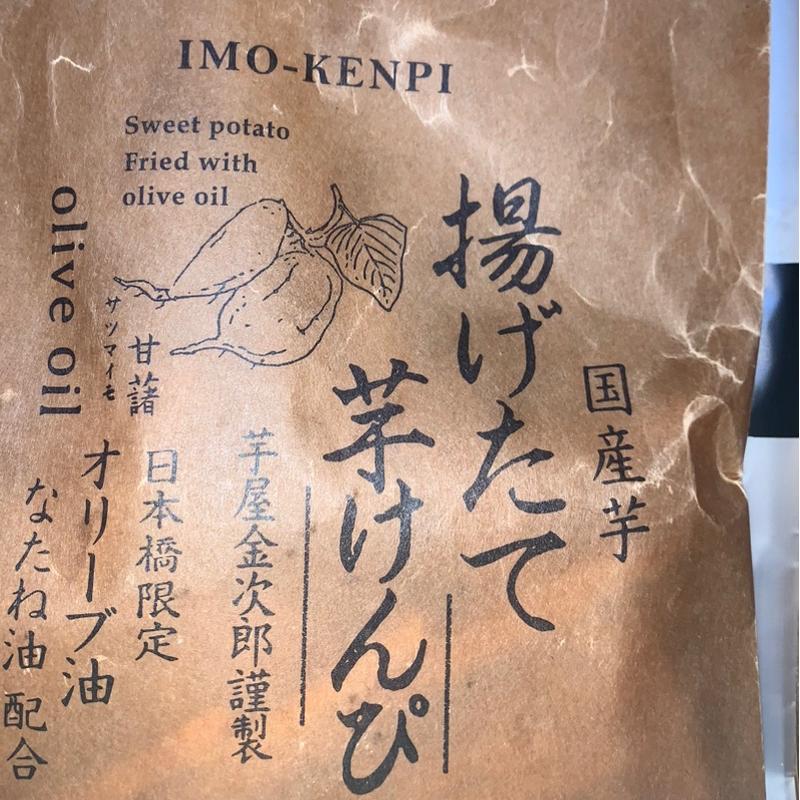 IMO-KENPI
Sweet potato
Fried with
olive oil
国産芋
揚げたて
芋けんぴ
芋屋金次郎謹製
日本橋限定
甘藷
サツマイモ
olive oil
オリーブ油
なたね油配合